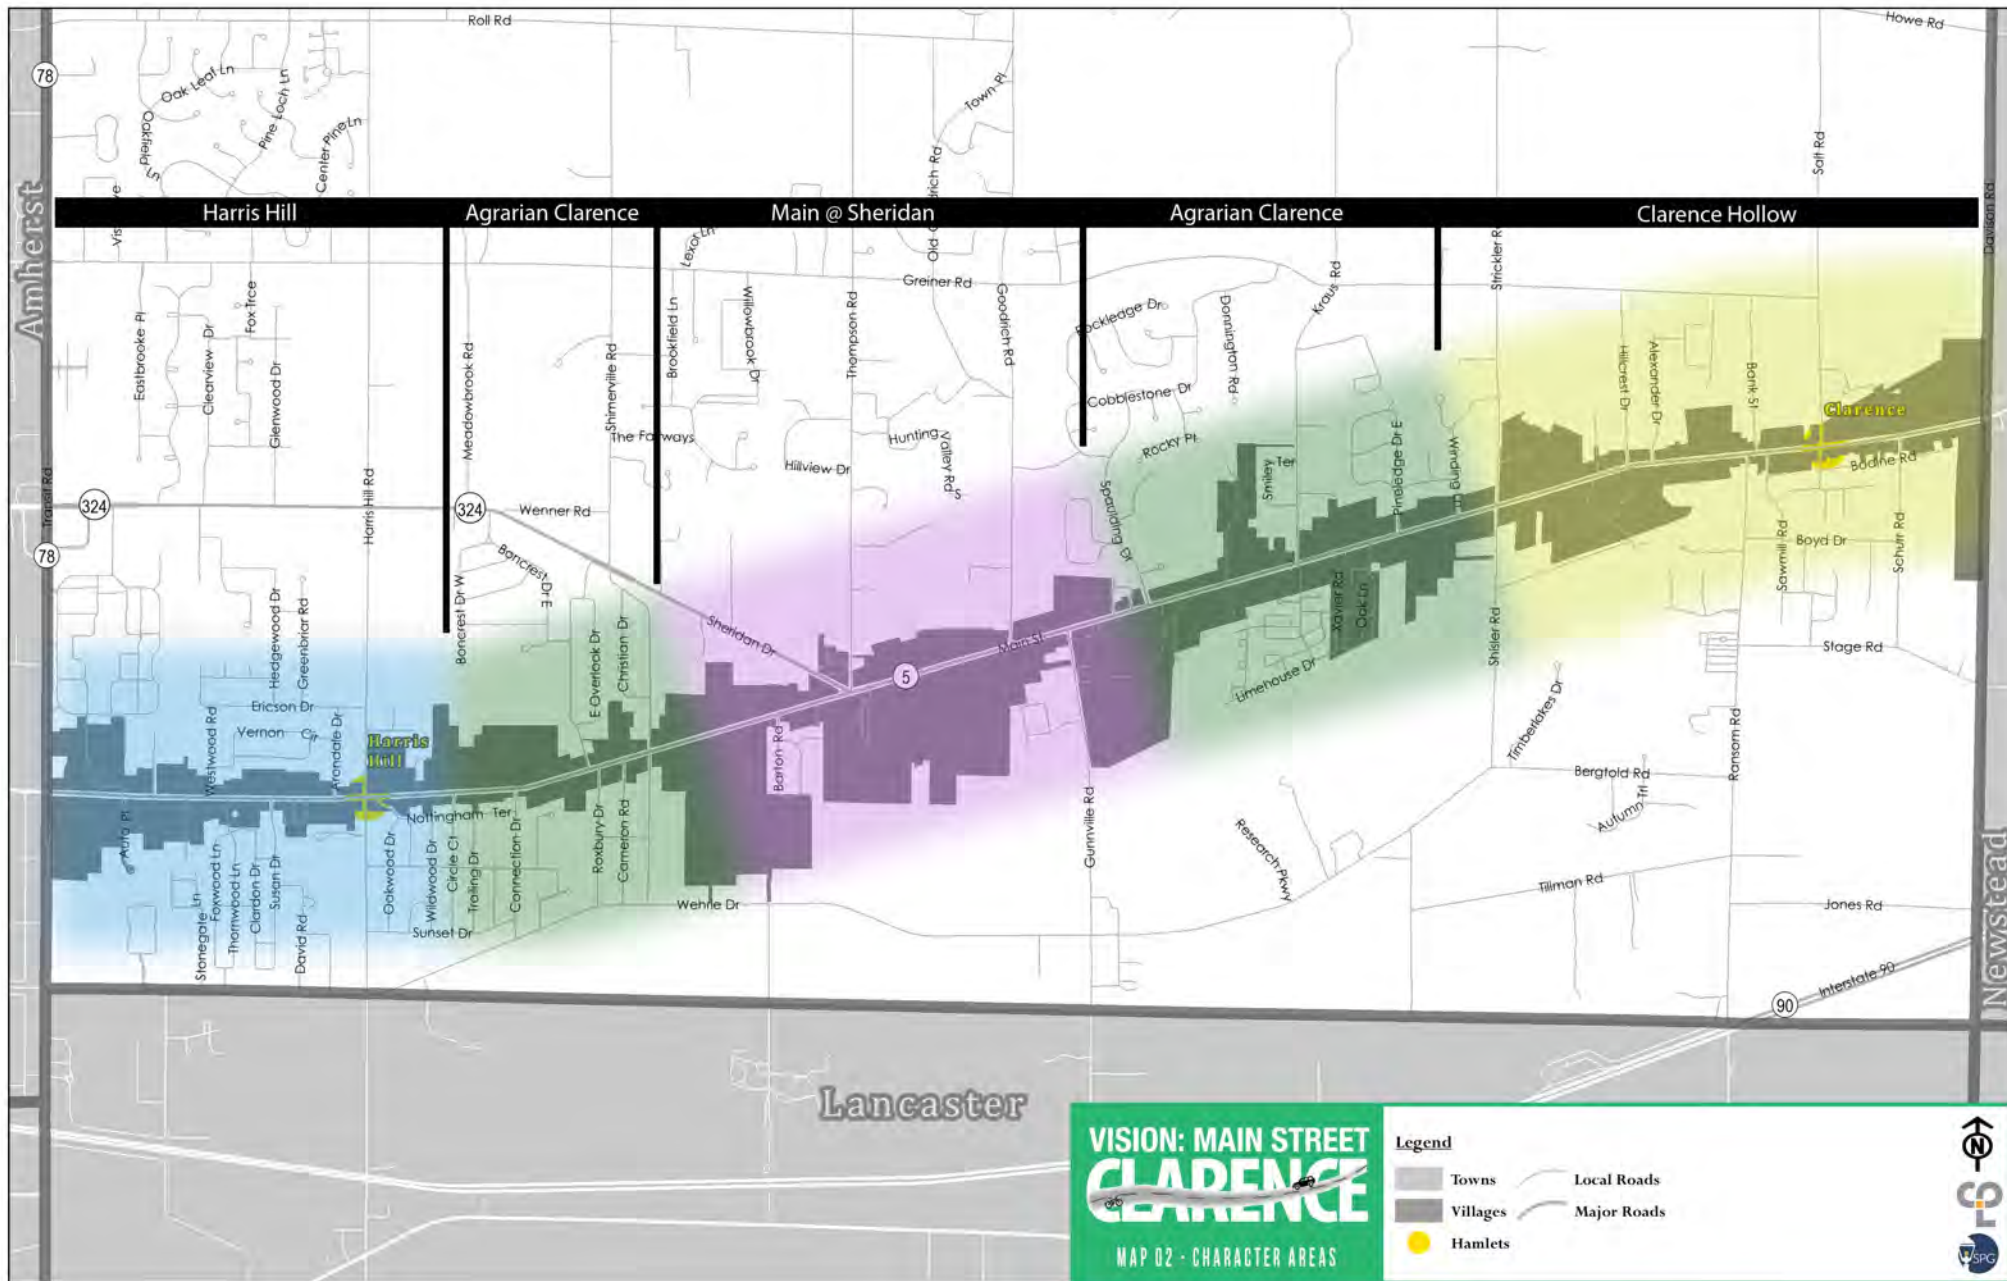 Roll Rd
Howe Rd
78
Oak Leaf Ln
Pine Loch Ln
Oakfield Ln
Center Pine Ln
Town Pl
Salt Rd
Amherst
Harris Hill
Agrarian Clarence
Main @ Sheridan
Agrarian Clarence
Clarence Hollow
Davison Rd
Lexor Ln
Greiner Rd
Strickler R
Eastbrooke Pl
Clearview Dr
Fox Trce
Glenwood Dr
Meadowbrook Rd
Shimerville Rd
Brookfield Ln
Willowbrook Dr
Thompson Rd
Goodrich Rd
Rockledge Dr
Donnington Rd
Kraus Rd
Cobblestone Dr
Hillcrest Dr
Alexander Dr
Bank St
Clarence
The Fairways
Hillview Dr
Hunting
Valley Rd
S
Rocky Pt
Smiley Ter
Pineledge Dr E
Winding Ln
Bodine Rd
Transit Rd
324
Harris Hill Rd
324
Wenner Rd
78
Spaulding Dr
Sawmill Rd
Boyd Dr
Schurr Rd
Boncrest Dr E
Boncrest Dr W
Hedgewood Dr
Greenbriar Rd
E Overlook Dr
Christian Dr
Sheridan Dr
Main St
5
Xavier Rd
Oak Ln
Limehouse Dr
Shisler Rd
Stage Rd
Ericson Dr
Vernon Cir
Westwood Rd
Arondale Dr
Harris
Hill
Barton Rd
Timberlakes Dr
Ransom Rd
Bergtold Rd
Autumn Trl
Auto Pl
Nottingham Ter
Stonegate Ln
Foxwood Ln
Thornwood Ln
Clardon Dr
Susan Dr
David Rd
Oakwood Dr
Wildwood Dr
Circle Ct
Trolling Dr
Connection Dr
Roxbury Dr
Cameron Rd
Sunset Dr
Wehrle Dr
Gunnville Rd
Research Pkwy
Tillman Rd
Jones Rd
Newstead
Interstate 90
90
Lancaster
VISION: MAIN STREET
CLARENCE
MAP 02 - CHARACTER AREAS
Legend
Towns
Local Roads
Villages
Major Roads
Hamlets
N
SPG